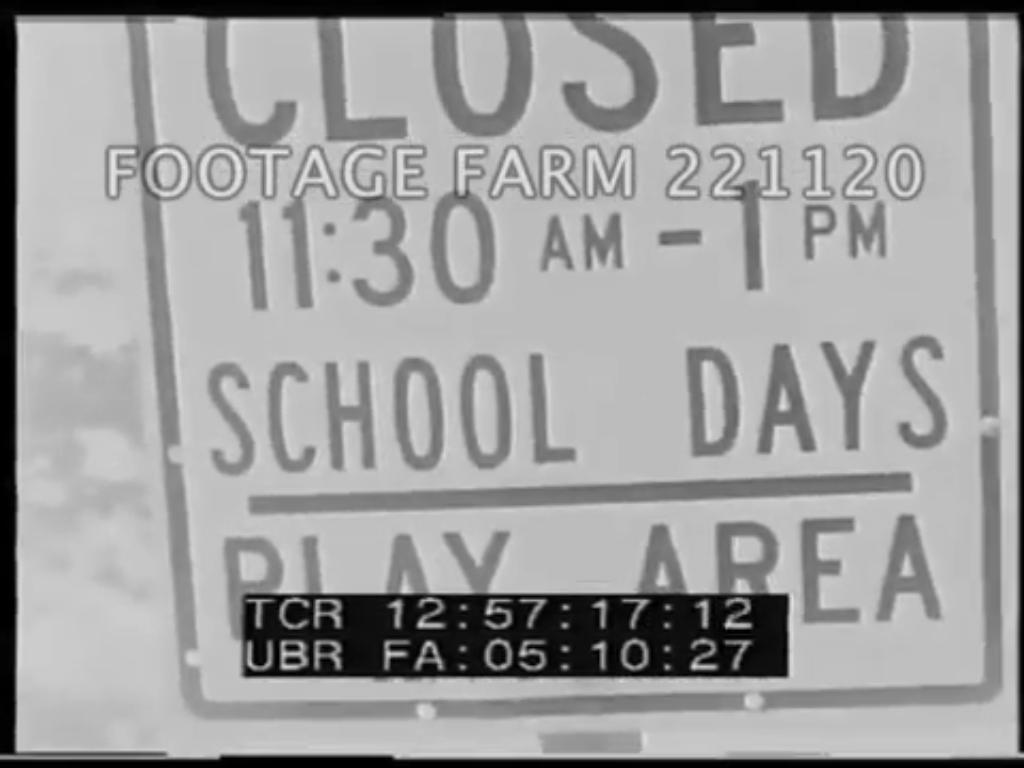 CLOSED
FOOTAGE FARM 221120
11:30 AM - 1 PM
SCHOOL DAYS
PLAY AREA
TCR 12:57:17:12
UBR FA:05:10:27